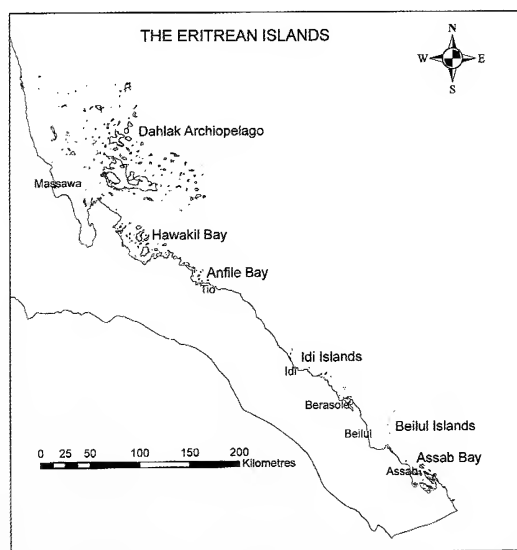 THE ERITREAN ISLANDS
N
W E
S
Dahlak Archiopelago
Massawa
Hawakil Bay
Anfile Bay
Tio
Idi Islands
Idi
Berasole
Beilul Islands
Beilul
Assab Bay
Assab
0 25 50 100 150 200
Kilometres